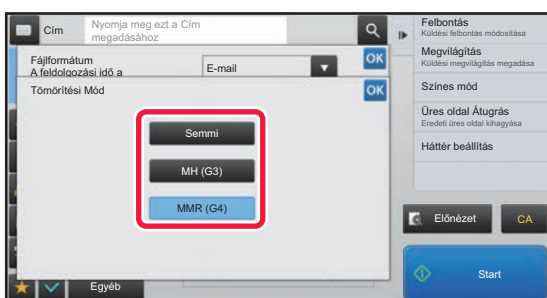 Cím
Nyomja meg ezt a Cím
megadásához
Fájlformátum
A feldolgozási idő a
E-mail
OK
Tömörítési Mód
OK
Semmi
MH (G3)
MMR (G4)
Egyéb
Felbontás
Küldési felbontás módosítása
Megvilágítás
Küldési megvilágítás megadása
Színes mód
Üres oldal Átugrás
Eredeti üres oldal kihagyása
Háttér beállítás
Előnézet
CA
Start